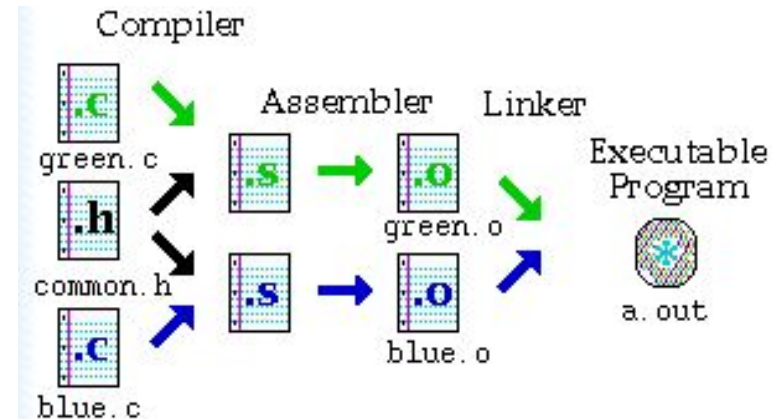 Compiler
Assembler
Linker
Executable
Program
.c
green.c
.h
common.h
.c
blue.c
.s
.s
.o
green.o
.o
blue.o
a.out